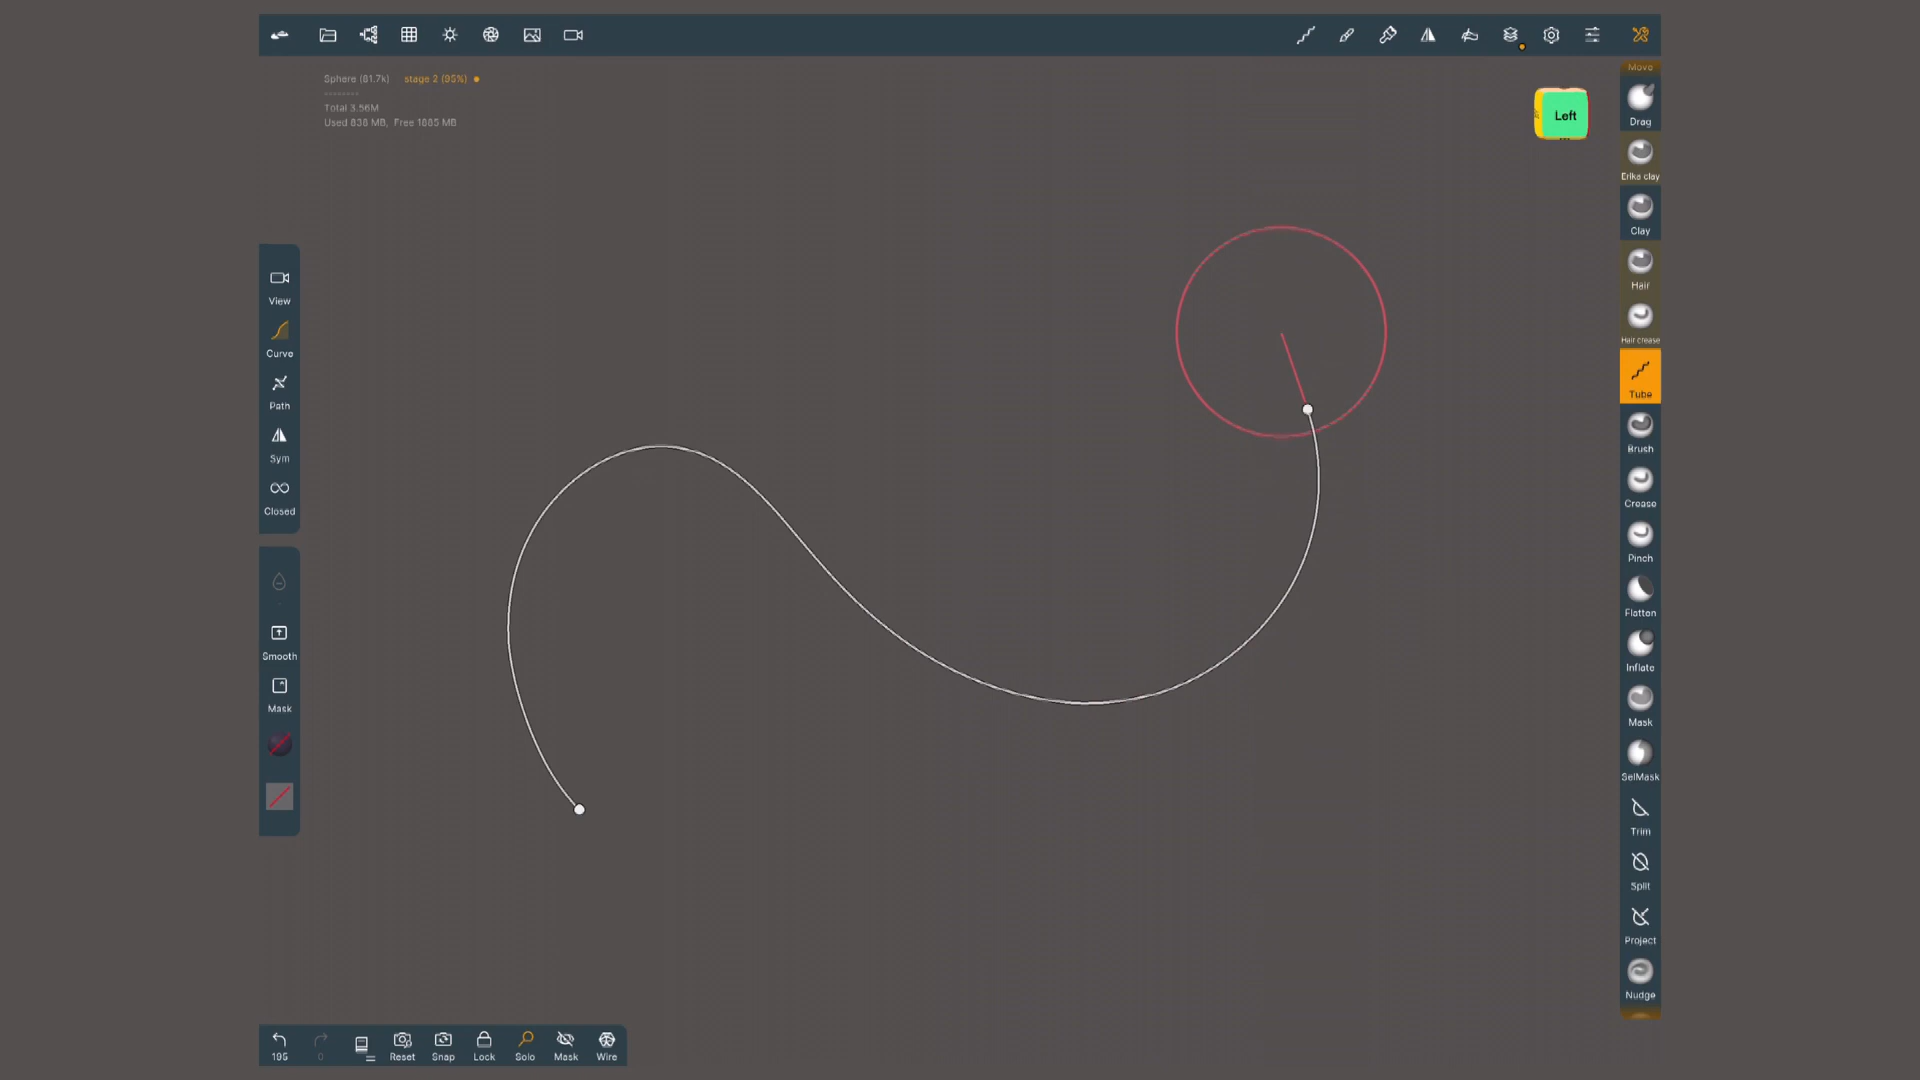 Sphere (81.7k) stage 2 (95%)
--------
Total 3.56M
Used 838 MB, Free 1885 MB
Left
Move
Drag
Erika clay
Clay
Hair
Hair crease
Tube
Brush
Crease
Pinch
Flatten
Inflate
Mask
SelMask
Trim
Split
Project
Nudge
View
Curve
Path
Sym
Closed
Smooth
Mask
195 0 Reset Snap Lock Solo Mask Wire